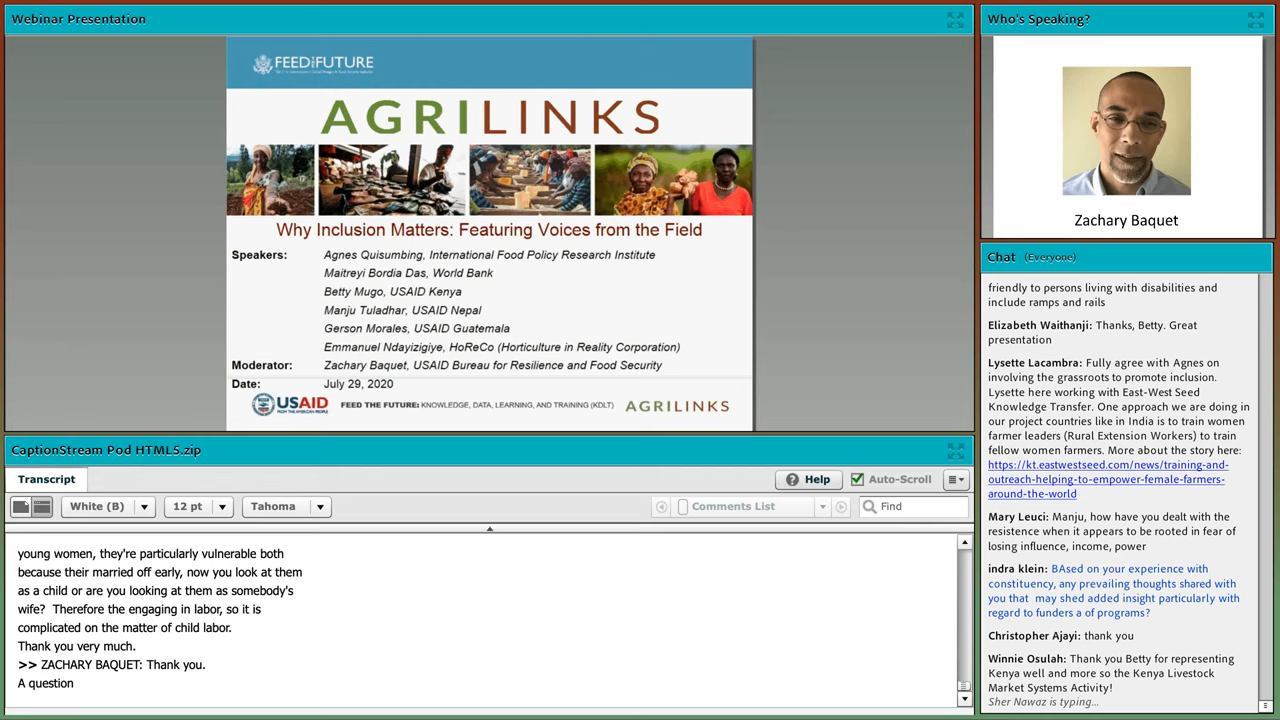 Webinar Presentation
FEED THE FUTURE
AGRILINKS
Why Inclusion Matters: Featuring Voices from the Field
Speakers: Agnes Quisumbing, International Food Policy Research Institute
Maitreyi Bordia Das, World Bank
Betty Mugo, USAID Kenya
Manju Tuladhar, USAID Nepal
Gerson Morales, USAID Guatemala
Emmanuel Ndayizigiye, HoReCo (Horticulture in Reality Corporation)
Moderator: Zachary Baquet, USAID Bureau for Resilience and Food Security
Date: July 29, 2020
USAID
FROM THE AMERICAN PEOPLE
FEED THE FUTURE: KNOWLEDGE, DATA, LEARNING, AND TRAINING (KDLT)
AGRILINKS
CaptionStream Pod HTML5.zip
Transcript
Help
Auto-Scroll
White (B)
12 pt
Tahoma
Comments List
Find
young women, they're particularly vulnerable both
because their married off early, now you look at them
as a child or are you looking at them as somebody's
wife? Therefore the engaging in labor, so it is
complicated on the matter of child labor.
Thank you very much.
>> ZACHARY BAQUET: Thank you.
A question
Who's Speaking?
Zachary Baquet
Chat (Everyone)
friendly to persons living with disabilities and
include ramps and rails
Elizabeth Waithanji: Thanks, Betty. Great
presentation
Lysette Lacambra: Fully agree with Agnes on
involving the grassroots to promote inclusion.
Lysette here working with East-West Seed
Knowledge Transfer. One approach we are doing in
our project countries like in India is to train women
farmer leaders (Rural Extension Workers) to train
fellow women farmers. More about the story here:
https://kt.eastwestseed.com/news/training-and-
outreach-helping-to-empower-female-farmers-
around-the-world
Mary Leuci: Manju, how have you dealt with the
resistence when it appears to be rooted in fear of
losing influence, income, power
indra klein: BAsed on your experience with
constituency, any prevailing thoughts shared with
you that may shed added insight particularly with
regard to funders a of programs?
Christopher Ajayi: thank you
Winnie Osulah: Thank you Betty for representing
Kenya well and more so the Kenya Livestock
Market Systems Activity!
Sher Nawaz is typing...